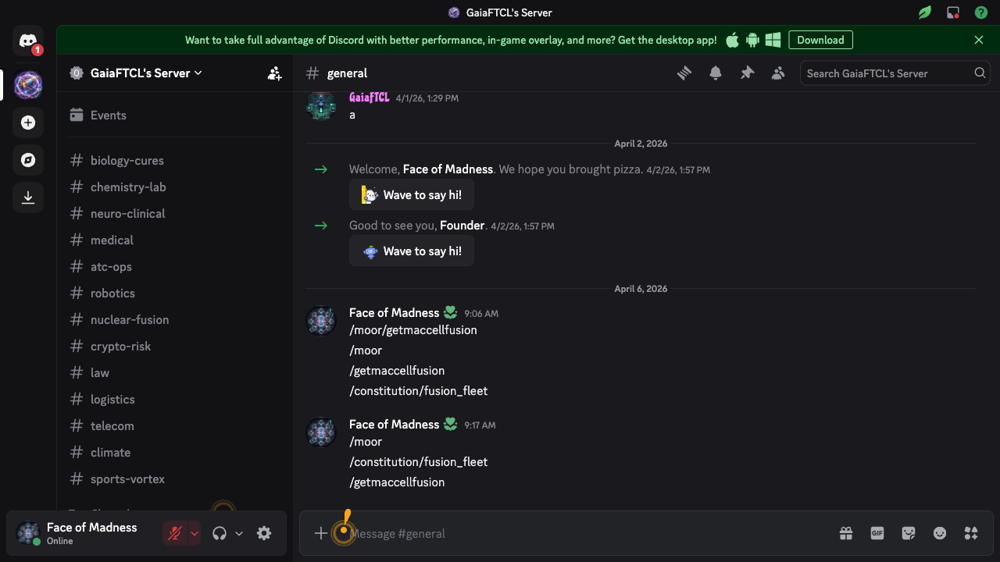 GaiaFTCL's Server
Want to take full advantage of Discord with better performance, in-game overlay, and more? Get the desktop app!
Download
1
GaiaFTCL's Server
Events
biology-cures
chemistry-lab
neuro-clinical
medical
atc-ops
robotics
nuclear-fusion
crypto-risk
law
logistics
telecom
climate
sports-vortex
Face of Madness
Online
# general
Search GaiaFTCL's Server
GaiaFTCL 4/1/26, 1:29 PM
a
April 2, 2026
Welcome, Face of Madness. We hope you brought pizza. 4/2/26, 1:57 PM
Wave to say hi!
Good to see you, Founder. 4/2/26, 1:57 PM
Wave to say hi!
April 6, 2026
Face of Madness 9:06 AM
/moor/getmaccellfusion
/moor
/getmaccellfusion
/constitution/fusion_fleet
Face of Madness 9:17 AM
/moor
/constitution/fusion_fleet
/getmaccellfusion
Message #general
GIF